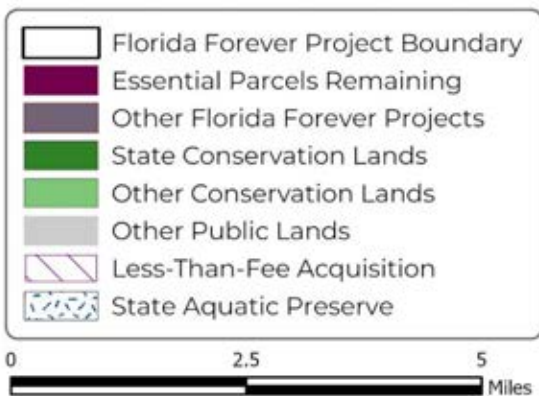 Florida Forever Project Boundary
Essential Parcels Remaining
Other Florida Forever Projects
State Conservation Lands
Other Conservation Lands
Other Public Lands
Less-Than-Fee Acquisition
State Aquatic Preserve
0 2.5 5
Miles